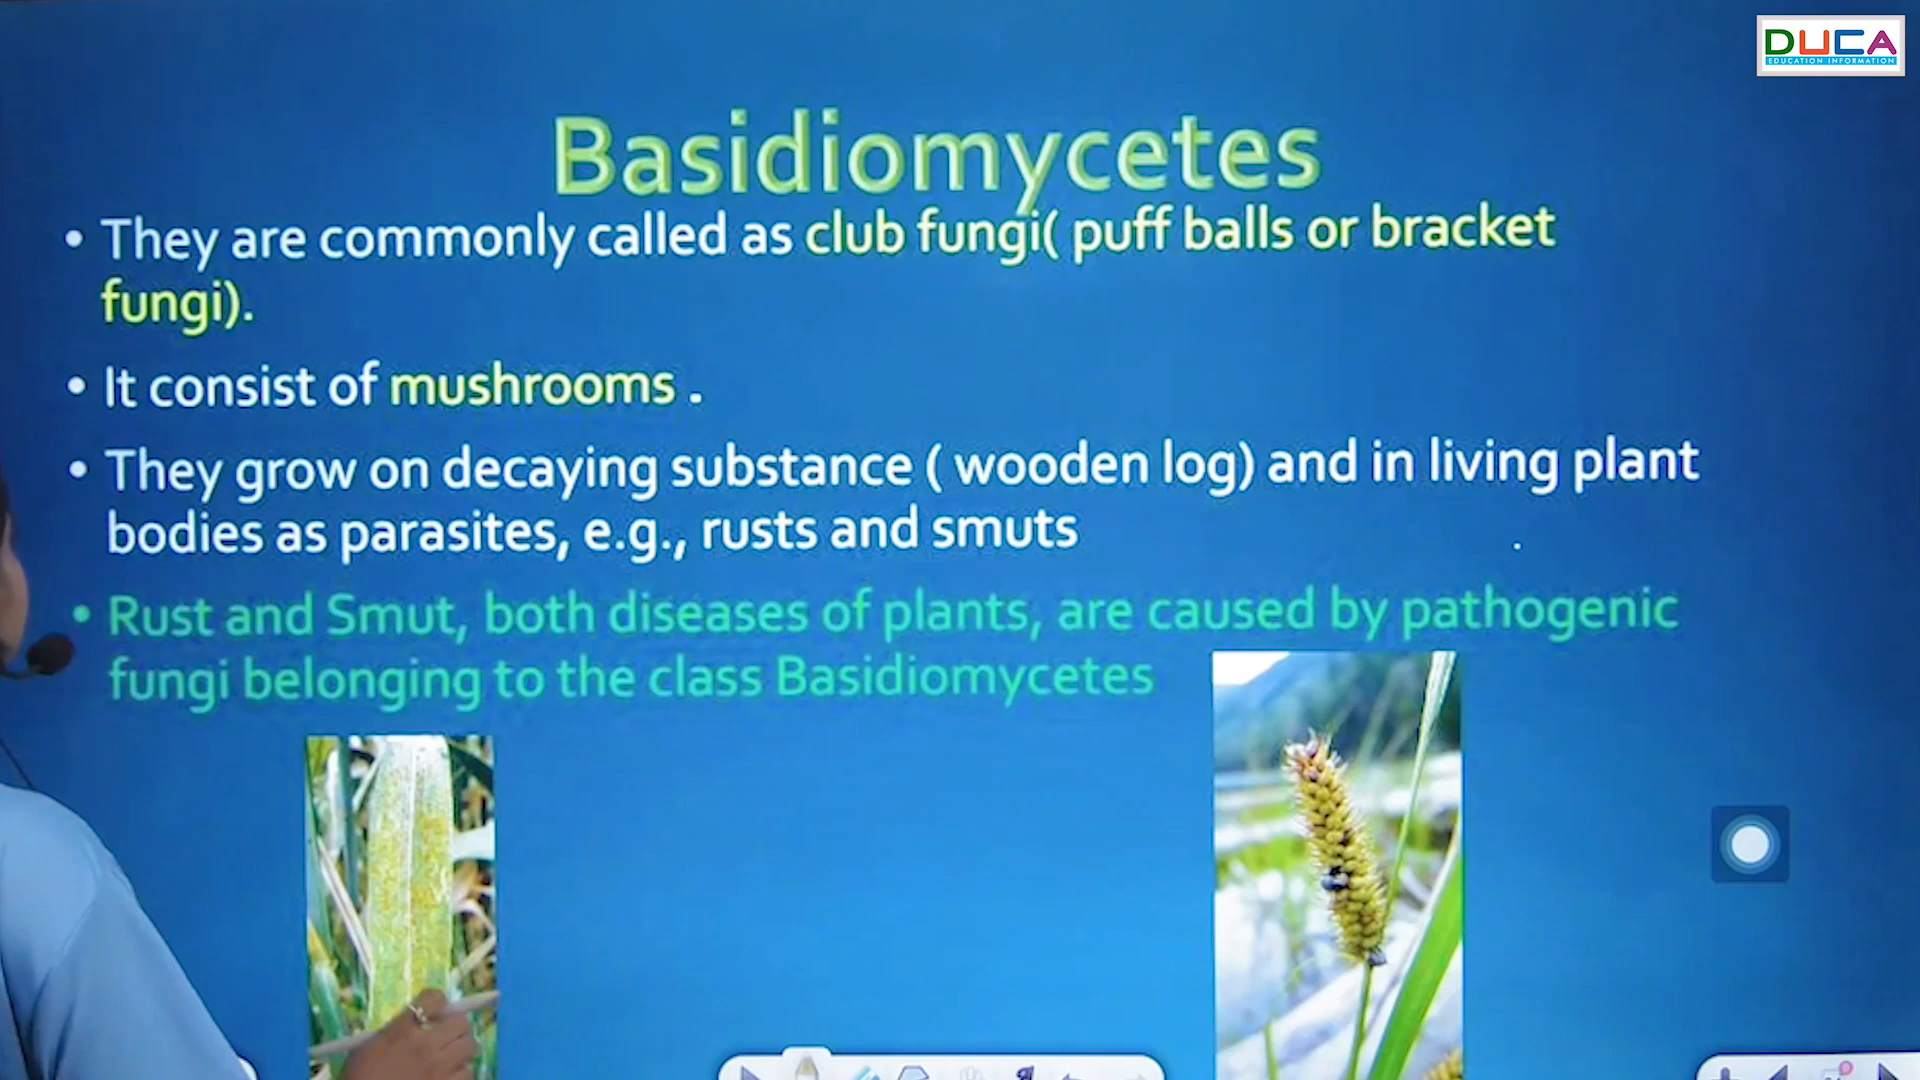 DUCA
EDUCATION INFORMATION
Basidiomycetes
• They are commonly called as club fungi( puff balls or bracket
fungi).
• It consist of mushrooms .
• They grow on decaying substance ( wooden log) and in living plant
bodies as parasites, e.g., rusts and smuts
• Rust and Smut, both diseases of plants, are caused by pathogenic
fungi belonging to the class Basidiomycetes